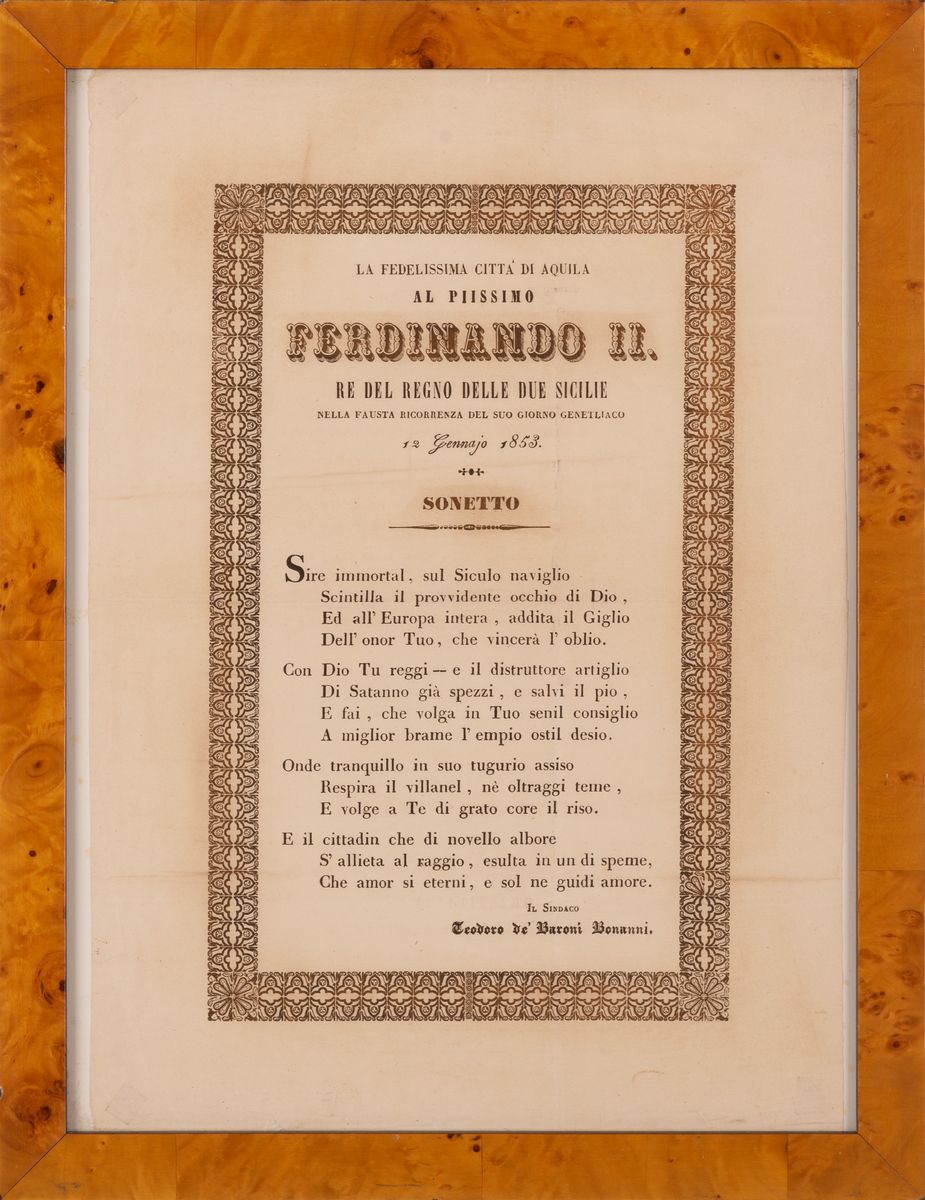 LA FEDELISSIMA CITTA' DI AQUILA
AL PIISSIMO
FERDINANDO II.
RE DEL REGNO DELLE DUE SICILIE
NELLA FAUSTA RICORRENZA DEL SUO GIORNO GENETLIACO
12 Gennajo 1853.
SONETTO
Sire immortal, sul Siculo naviglio
Scintilla il provvidente occhio di Dio,
Ed all' Europa intera, addita il Giglio
Dell' onor Tuo, che vincerà l' oblio.
Con Dio Tu reggi — e il distruttore artiglio
Di Satanno già spezzi, e salvi il pio,
E fai, che volga in Tuo senil consiglio
A miglior brame l' empio ostil desio.
Onde tranquillo in suo tugurio assiso
Respira il villanel, nè oltraggi teme,
E volge a Te di grato core il riso.
E il cittadin che di novello albore
S' allieta al raggio, esulta in un di speme,
Che amor si eterni, e sol ne guidi amore.
IL SINDACO
Teodoro de' Baroni Bonanni.